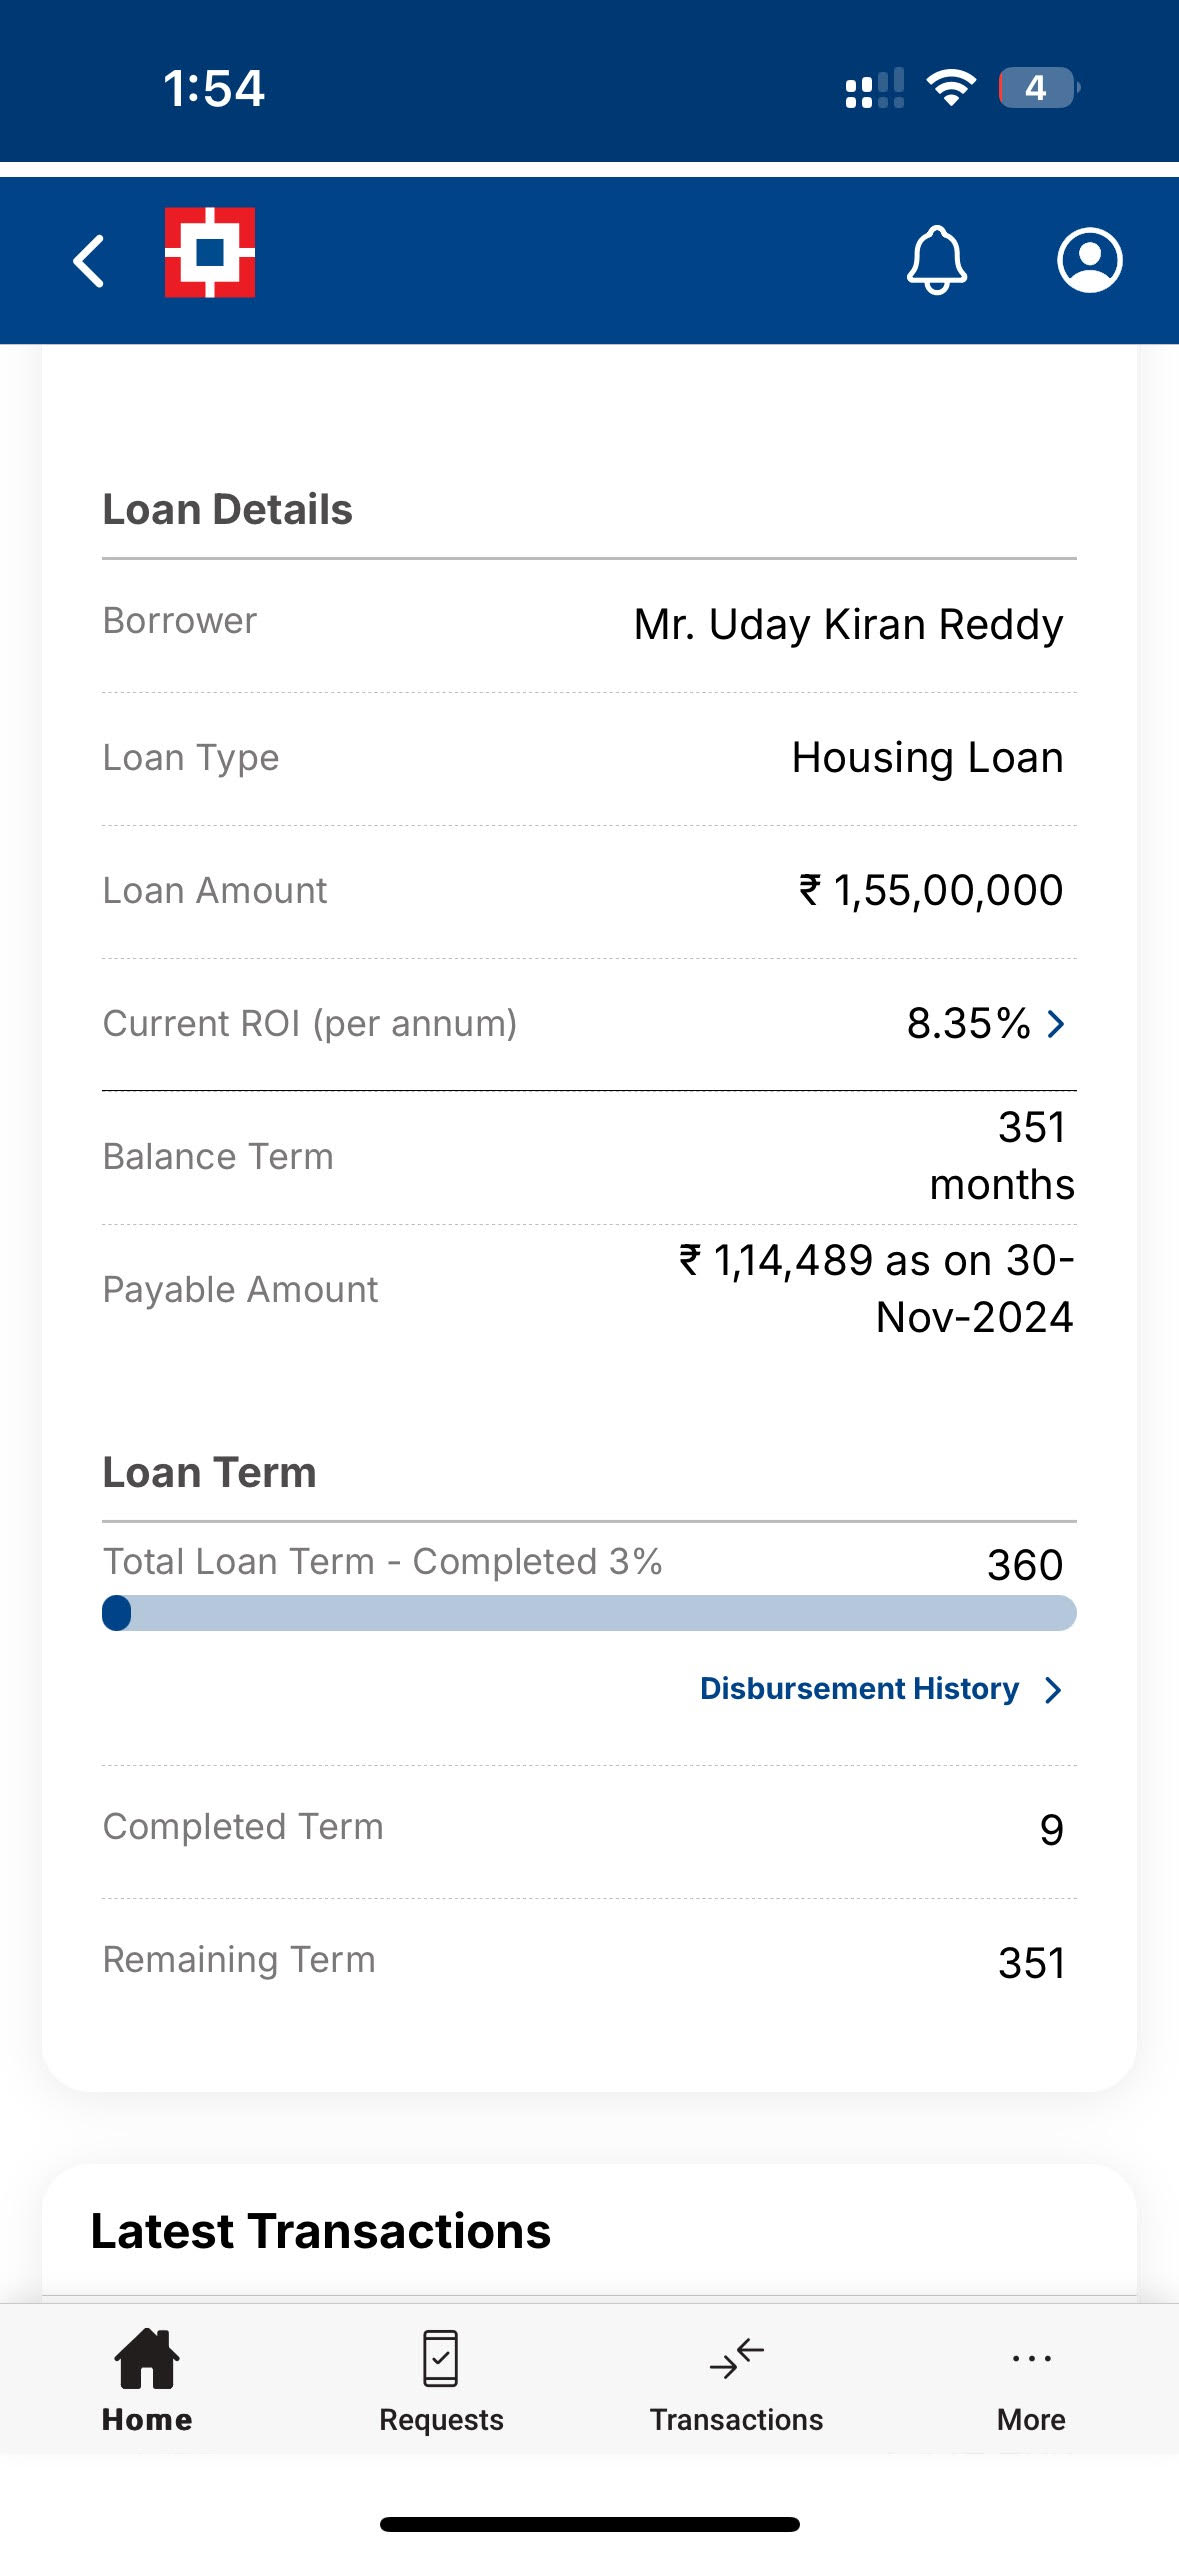 1:54
4
Loan Details
Borrower
Mr. Uday Kiran Reddy
Loan Type
Housing Loan
Loan Amount
₹ 1,55,00,000
Current ROI (per annum)
8.35%
Balance Term
351
months
Payable Amount
₹ 1,14,489 as on 30-
Nov-2024
Loan Term
Total Loan Term - Completed 3%
360
Disbursement History
Completed Term
9
Remaining Term
351
Latest Transactions
Home
Requests
Transactions
More